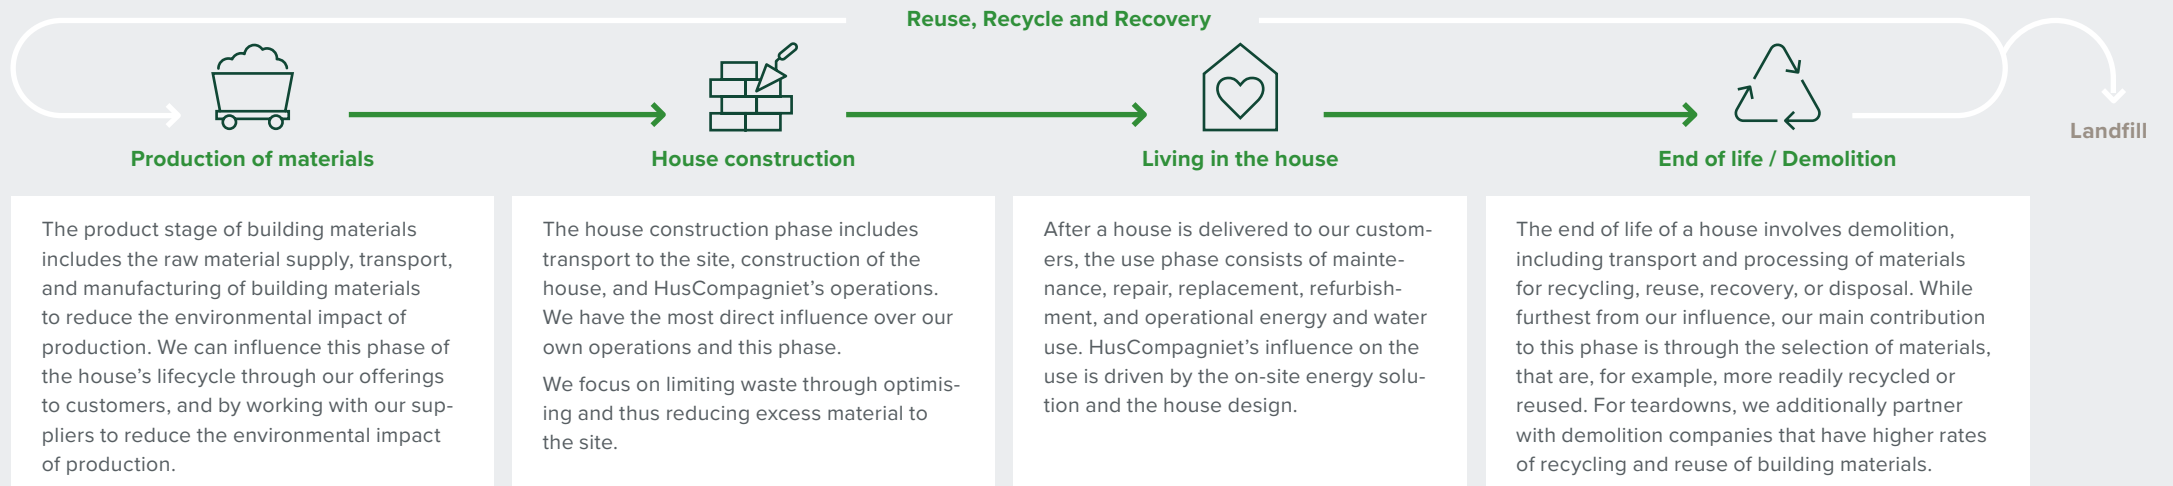 Reuse, Recycle and Recovery
Landfill
Production of materials
The product stage of building materials
includes the raw material supply, transport,
and manufacturing of building materials
to reduce the environmental impact of
production. We can influence this phase of
the house’s lifecycle through our offerings
to customers, and by working with our sup-
pliers to reduce the environmental impact
of production.
House construction
The house construction phase includes
transport to the site, construction of the
house, and HusCompagniet’s operations.
We have the most direct influence over our
own operations and this phase.
We focus on limiting waste through optimis-
ing and thus reducing excess material to
the site.
Living in the house
After a house is delivered to our custom-
ers, the use phase consists of mainte-
nance, repair, replacement, refurbish-
ment, and operational energy and water
use. HusCompagniet’s influence on the
use is driven by the on-site energy solu-
tion and the house design.
End of life / Demolition
The end of life of a house involves demolition,
including transport and processing of materials
for recycling, reuse, recovery, or disposal. While
furthest from our influence, our main contribution
to this phase is through the selection of materials,
that are, for example, more readily recycled or
reused. For teardowns, we additionally partner
with demolition companies that have higher rates
of recycling and reuse of building materials.